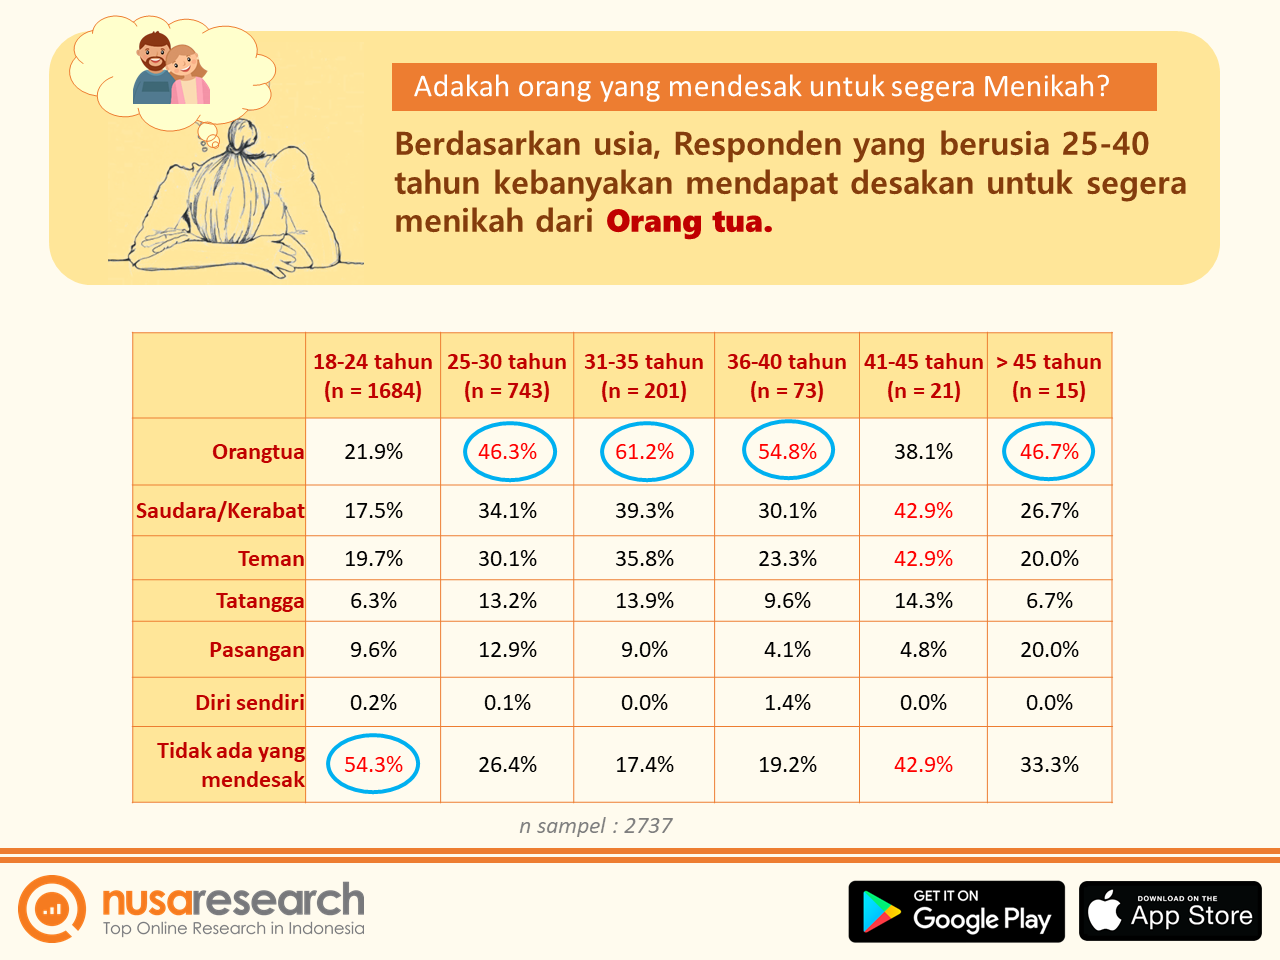 Adakah orang yang mendesak untuk segera Menikah?
Berdasarkan usia, Responden yang berusia 25-40
tahun kebanyakan mendapat desakan untuk segera
menikah dari Orang tua.
18-24 tahun 25-30 tahun 31-35 tahun 36-40 tahun 41-45 tahun > 45 tahun
(n = 1684) (n = 743) (n = 201) (n = 73) (n = 21) (n = 15)
Orangtua 21.9% 46.3% 61.2% 54.8% 38.1% 46.7%
Saudara/Kerabat 17.5% 34.1% 39.3% 30.1% 42.9% 26.7%
Teman 19.7% 30.1% 35.8% 23.3% 42.9% 20.0%
Tatangga 6.3% 13.2% 13.9% 9.6% 14.3% 6.7%
Pasangan 9.6% 12.9% 9.0% 4.1% 4.8% 20.0%
Diri sendiri 0.2% 0.1% 0.0% 1.4% 0.0% 0.0%
Tidak ada yang
mendesak 54.3% 26.4% 17.4% 19.2% 42.9% 33.3%
n sampel : 2737
nusaresearch
Top Online Research in Indonesia
GET IT ON
Google Play
DOWNLOAD ON THE
App Store